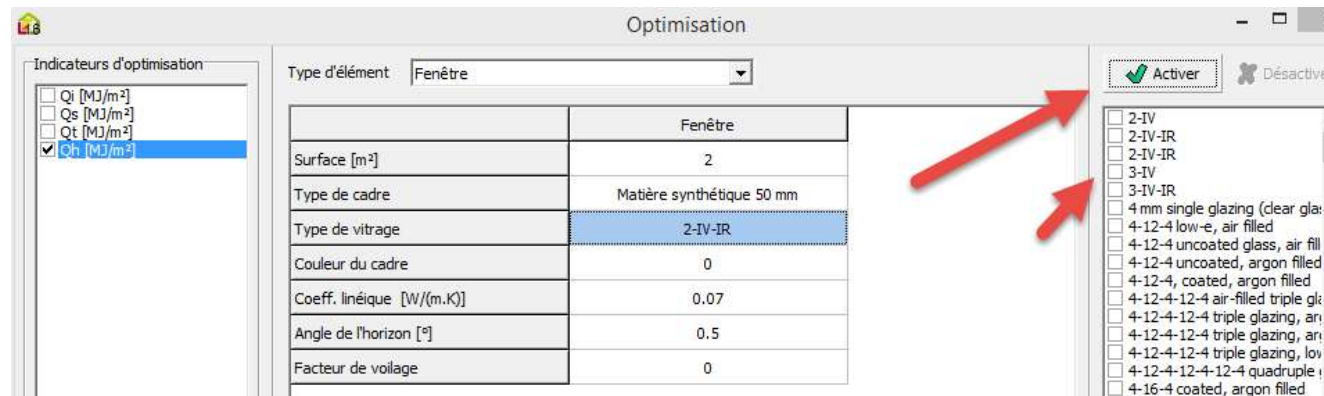 Optimisation
Indicateurs d'optimisation
Qi [MJ/m²]
Qs [MJ/m²]
Qt [MJ/m²]
Qh [MJ/m²]
Type d'élément Fenêtre
Fenêtre
Surface [m²] 2
Type de cadre Matière synthétique 50 mm
Type de vitrage 2-IV-IR
Couleur du cadre 0
Coeff. linéique [W/(m.K)] 0.07
Angle de l'horizon [°] 0.5
Facteur de voilage 0
Activer Désactive
2-IV
2-IV-IR
2-IV-IR
3-IV
3-IV-IR
4 mm single glazing (clear gla
4-12-4 low-e, air filled
4-12-4 uncoated glass, air fill
4-12-4 uncoated, argon filled
4-12-4, coated, argon filled
4-12-4-12-4 air-filled triple gl
4-12-4-12-4 triple glazing, ar
4-12-4-12-4 triple glazing, ar
4-12-4-12-4 triple glazing, lo
4-12-4-12-4-12-4 quadruple
4-16-4 coated, argon filled